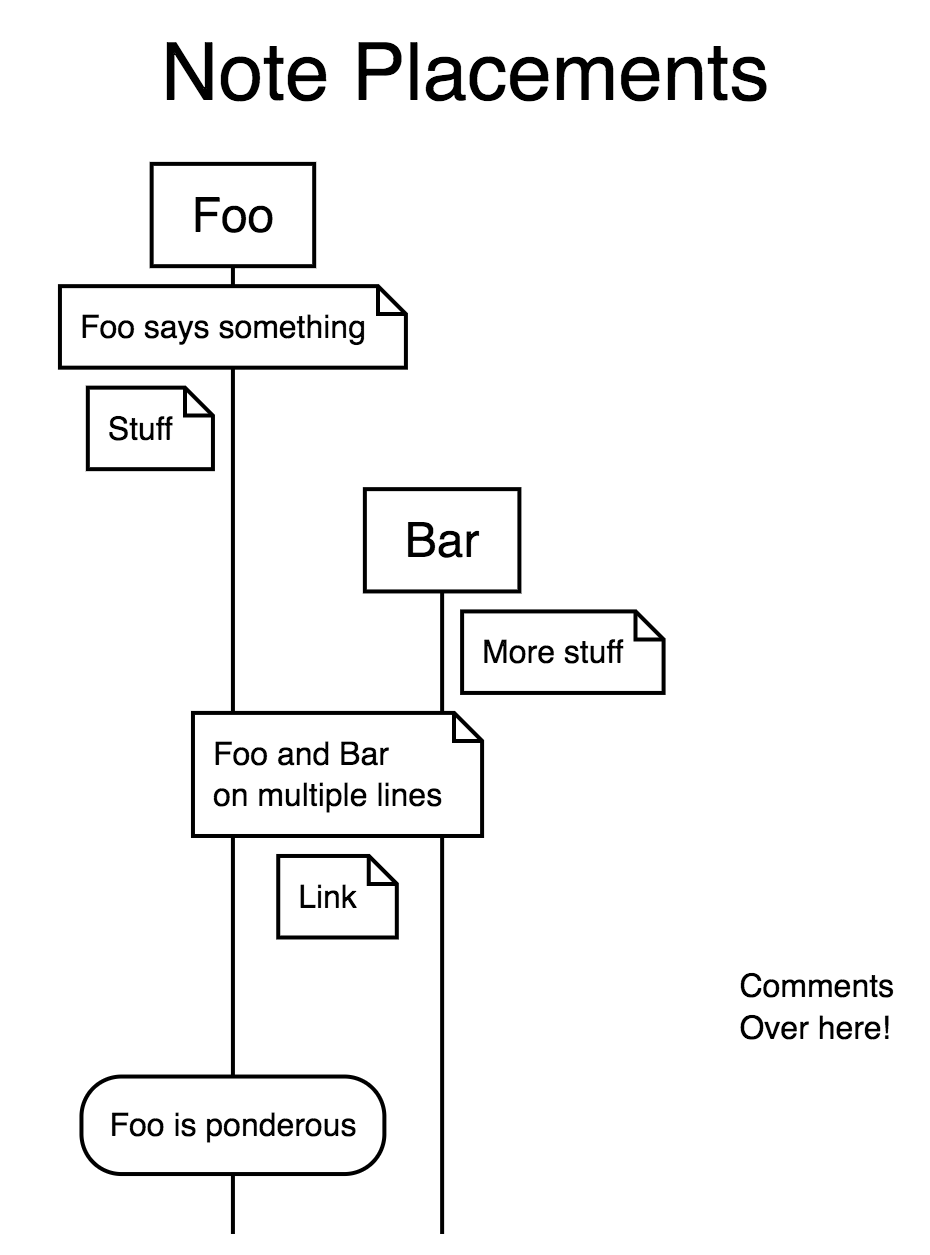 Note Placements
Foo
Foo says something
Stuff
Bar
More stuff
Foo and Bar
on multiple lines
Link
Comments
Over here!
Foo is ponderous